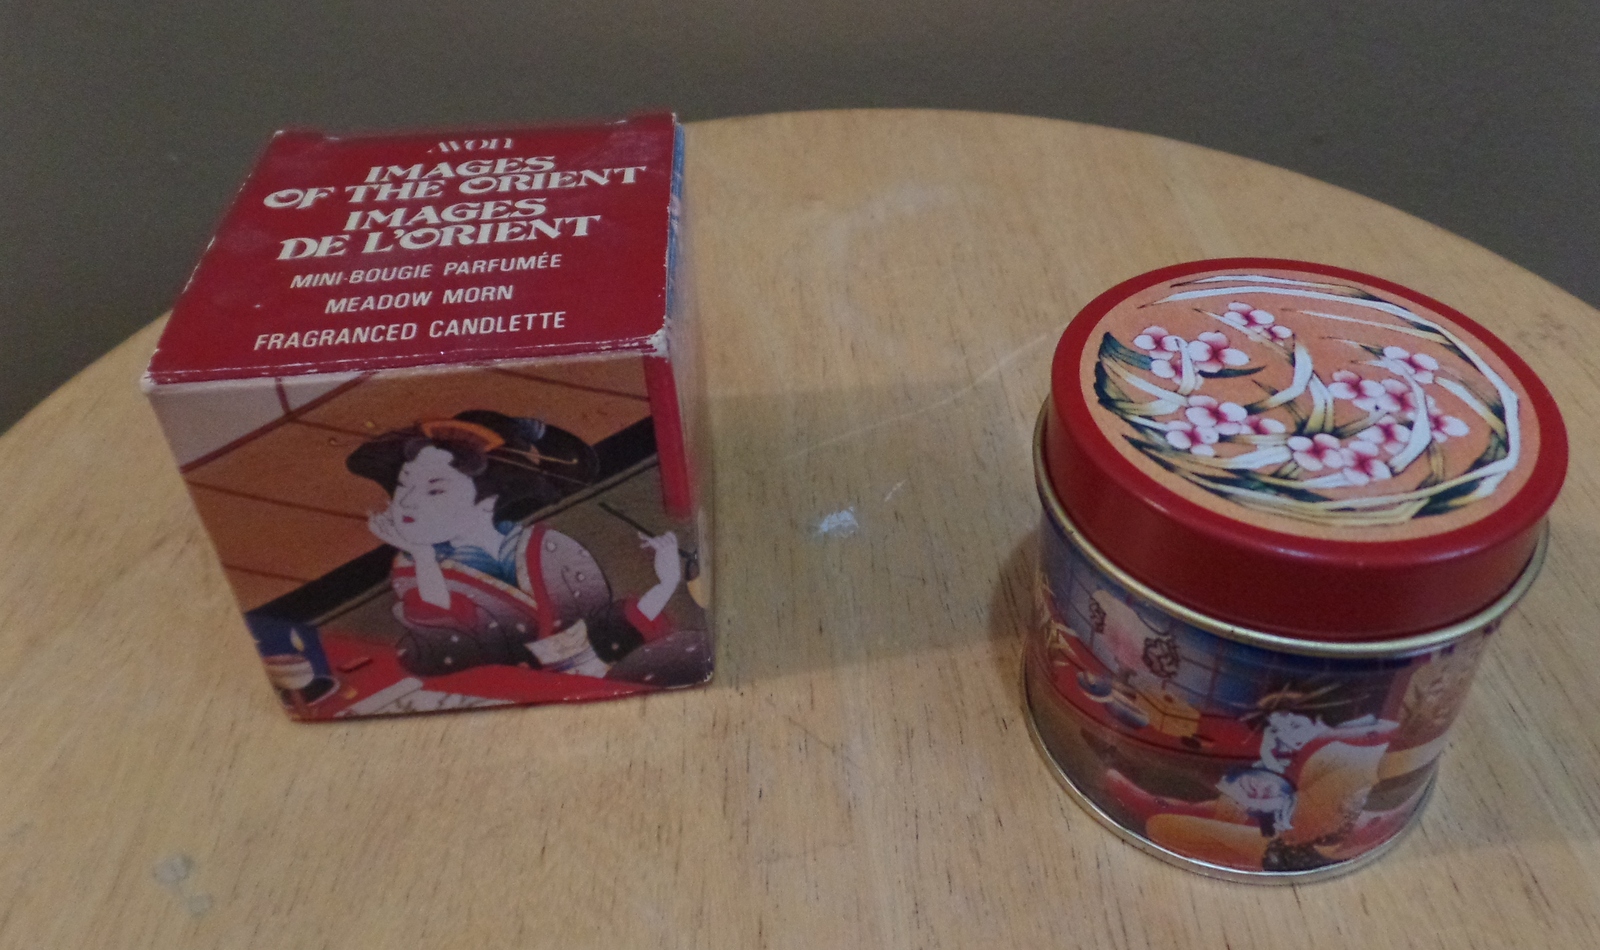 AVON
IMAGES
OF THE ORIENT
IMAGES
DE L'ORIENT
MINI-BOUGIE PARFUMÉE
MEADOW MORN
FRAGRANCED CANDLETTE